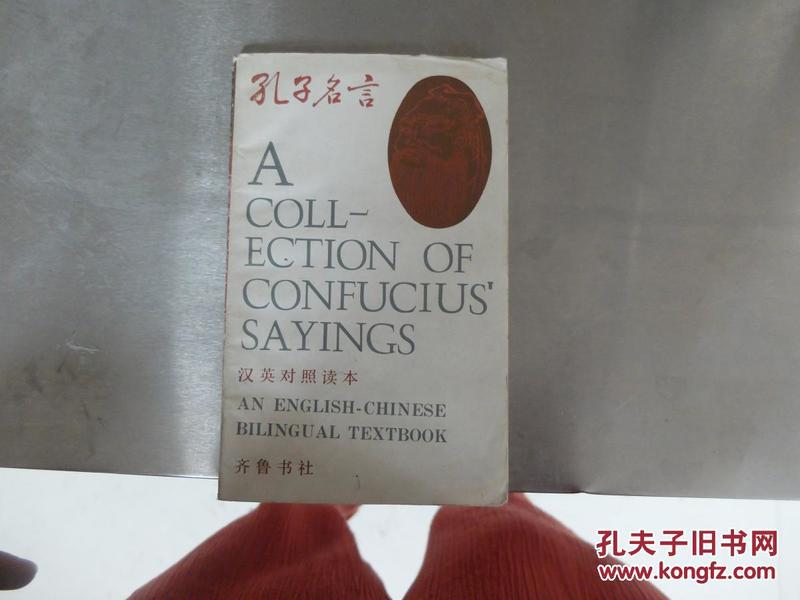 孔子名言
A
COLL-
ECTION OF
CONFUCIUS'
SAYINGS
汉英对照读本
AN ENGLISH-CHINESE
BILINGUAL TEXTBOOK
齐鲁书社
孔夫子旧书网
www.kongfz.com